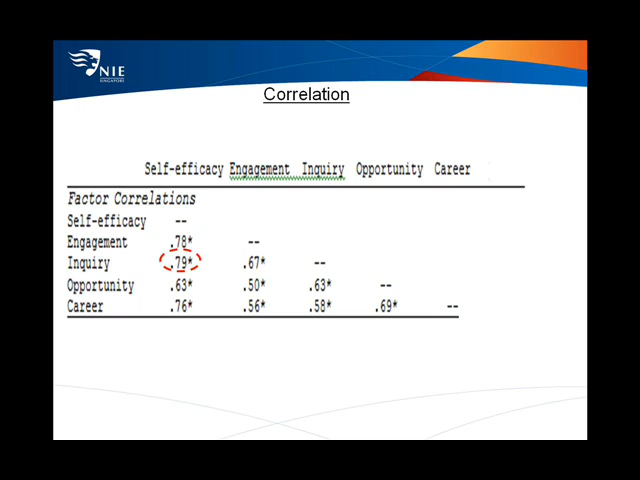 NIE
SINGAPORE
Correlation
Self-efficacy Engagement Inquiry Opportunity Career
Factor Correlations
Self-efficacy --
Engagement .78* --
Inquiry .79* .67* --
Opportunity .63* .50* .63* --
Career .76* .56* .58* .69* --